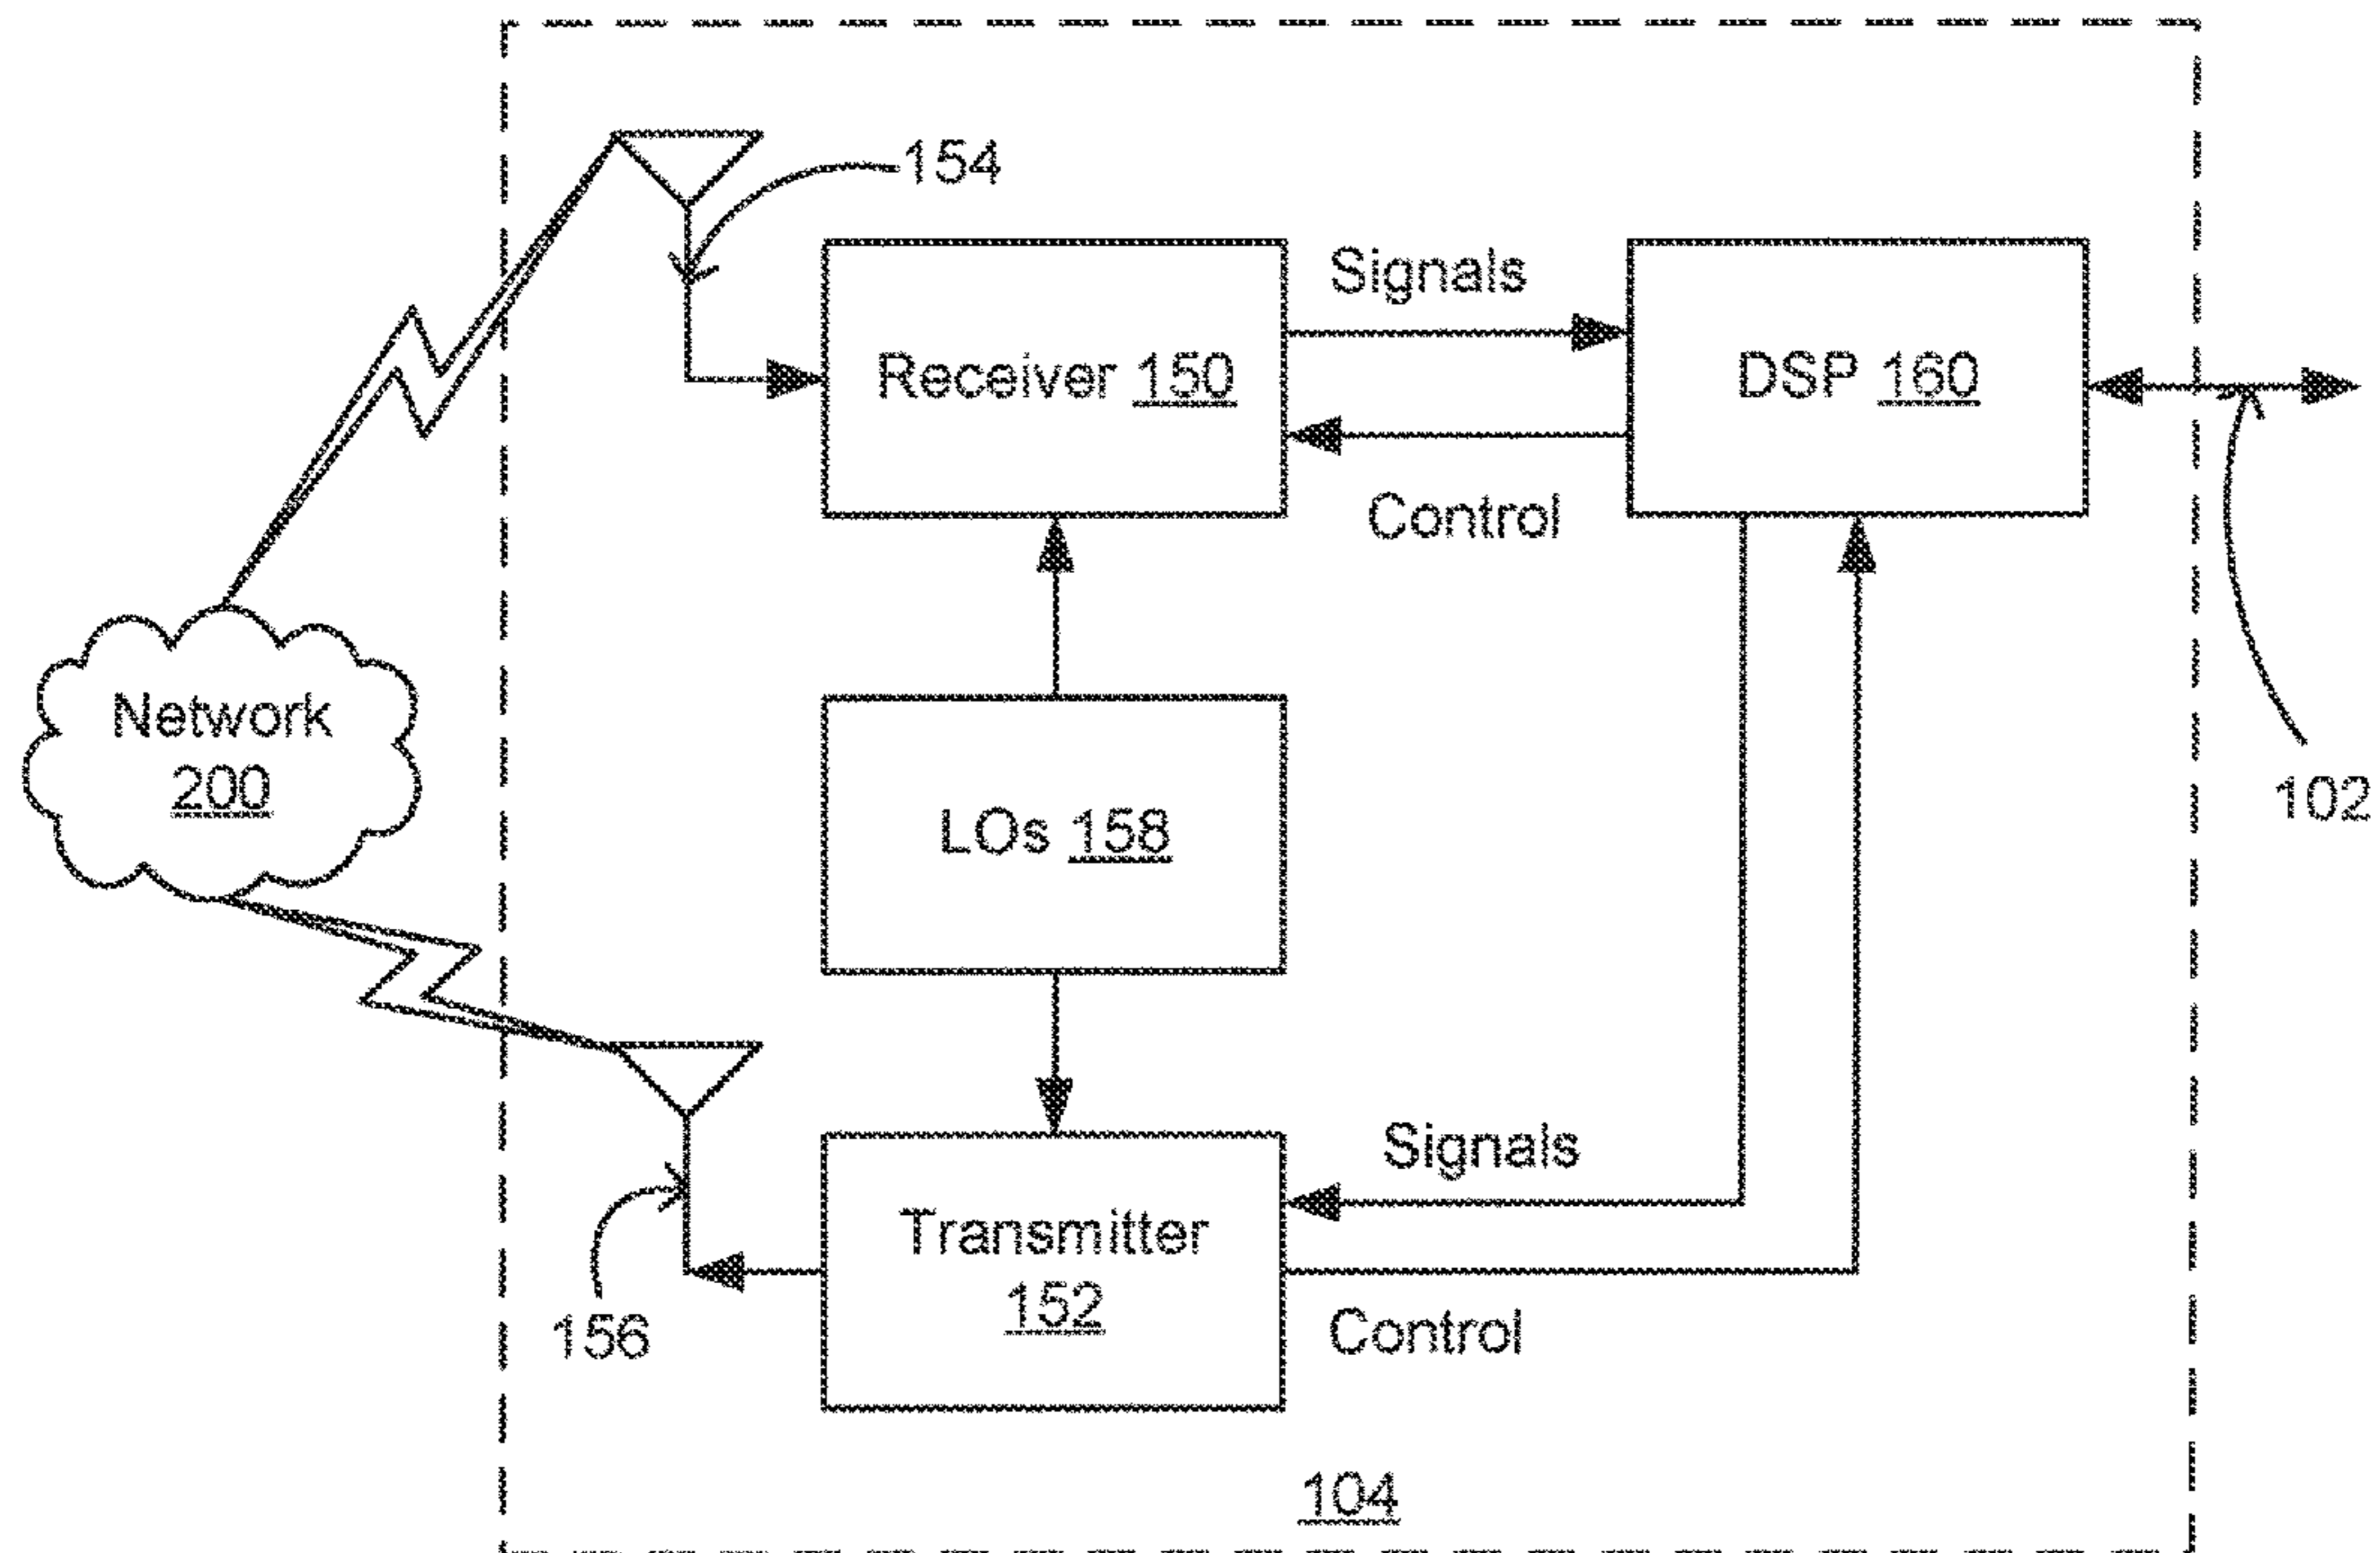 154
Signals
Receiver 150
DSP 160
Control
Network
200
102
LOs 158
Signals
Transmitter
152
156
Control
104